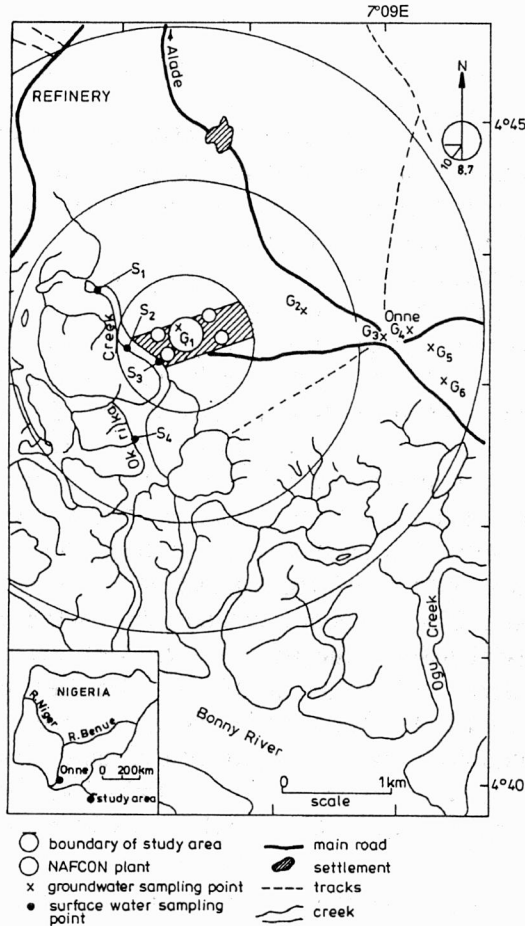 7°09E
Alade
N
REFINERY
4°45
10
8.7
S1
S2
G2
Onne
G1
G3
G4
Creek
S3
G5
G6
Okrika
S4
Ogu Creek
NIGERIA
R.Niger
R.Benue
Bonny River
Onne
0 200km
study area
0 1km
scale
4°40
boundary of study area
main road
NAFCON plant
settlement
groundwater sampling point
tracks
surface water sampling
point
creek